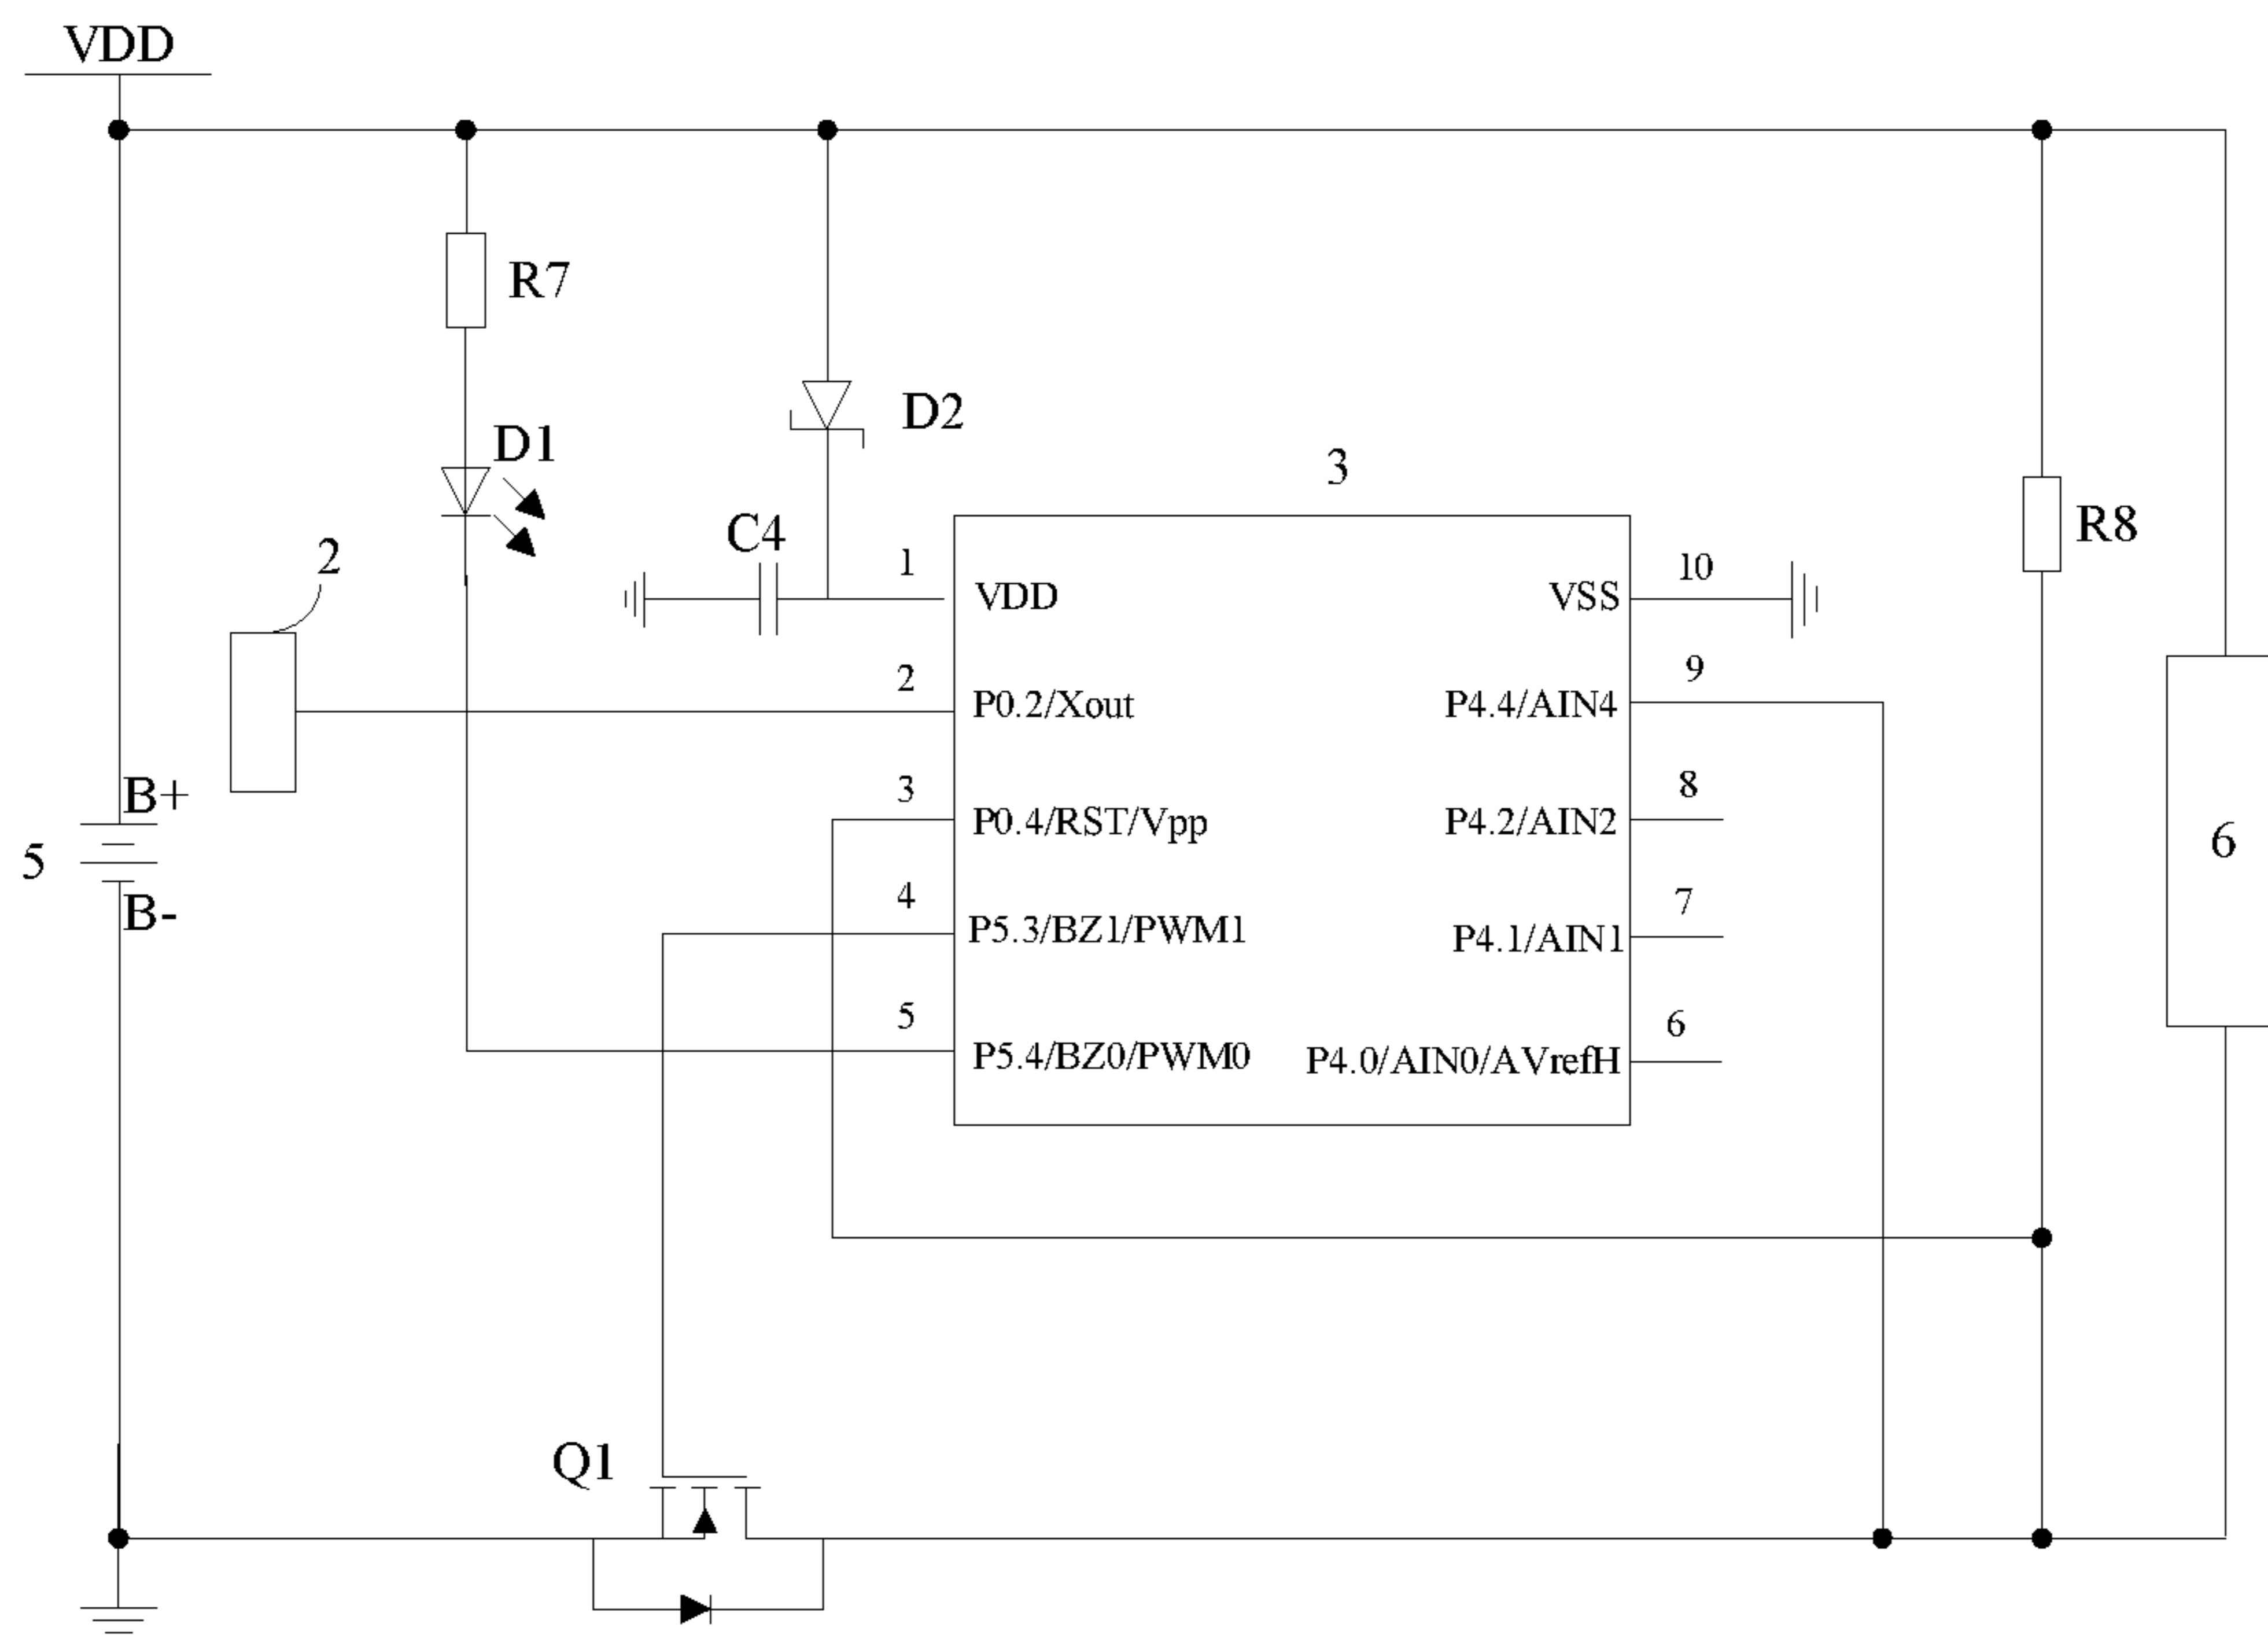 VDD
R7
D2
D1
3
C4
R8
2
1
VDD
VSS
10
2
P0.2/Xout
P4.4/AIN4
9
B+
3
P0.4/RST/Vpp
P4.2/AIN2
8
5
6
B-
4
P5.3/BZ1/PWM1
P4.1/AIN1
7
5
P5.4/BZ0/PWM0
P4.0/AIN0/AVrefH
6
Q1